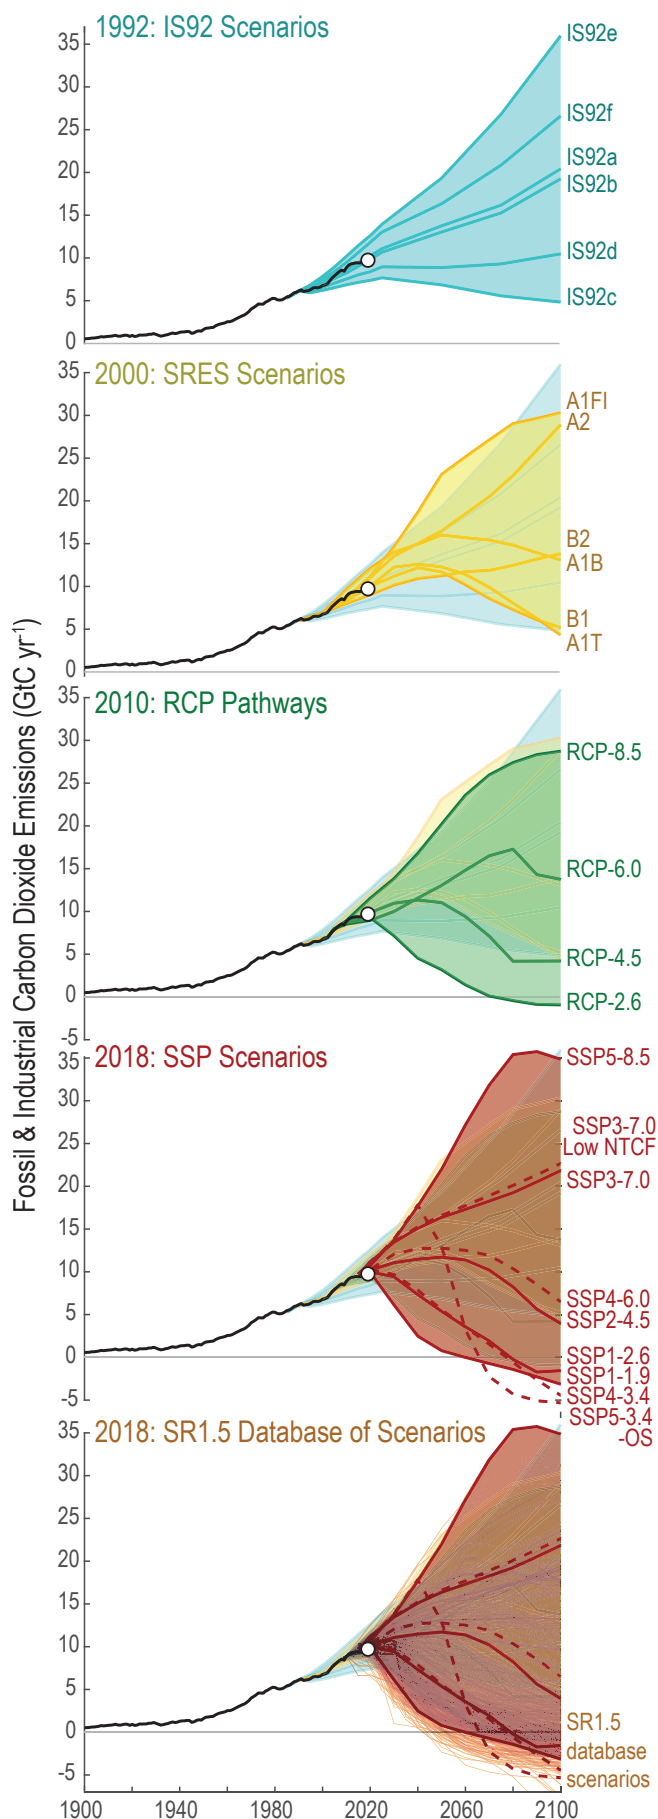 Fossil & Industrial Carbon Dioxide Emissions (GtC yr⁻¹)
1992: IS92 Scenarios
35
30
25
20
15
10
5
0
IS92e
IS92f
IS92a
IS92b
IS92d
IS92c
2000: SRES Scenarios
35
30
25
20
15
10
5
0
A1FI
A2
B2
A1B
B1
A1T
2010: RCP Pathways
35
30
25
20
15
10
5
0
-5
RCP-8.5
RCP-6.0
RCP-4.5
RCP-2.6
2018: SSP Scenarios
35
30
25
20
15
10
5
0
-5
SSP5-8.5
SSP3-7.0
Low NTCF
SSP3-7.0
SSP4-6.0
SSP2-4.5
SSP1-2.6
SSP1-1.9
SSP4-3.4
SSP5-3.4
-OS
2018: SR1.5 Database of Scenarios
35
30
25
20
15
10
5
0
-5
SR1.5
database
scenarios
1900
1940
1980
2020
2060
2100